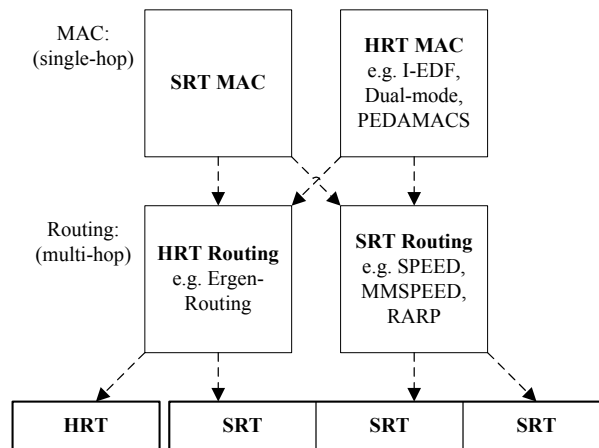 MAC:
(single-hop)
SRT MAC
HRT MAC
e.g. I-EDF,
Dual-mode,
PEDAMACS
Routing:
(multi-hop)
HRT Routing
e.g. Ergen-
Routing
SRT Routing
e.g. SPEED,
MMSPEED,
RARP
HRT
SRT
SRT
SRT